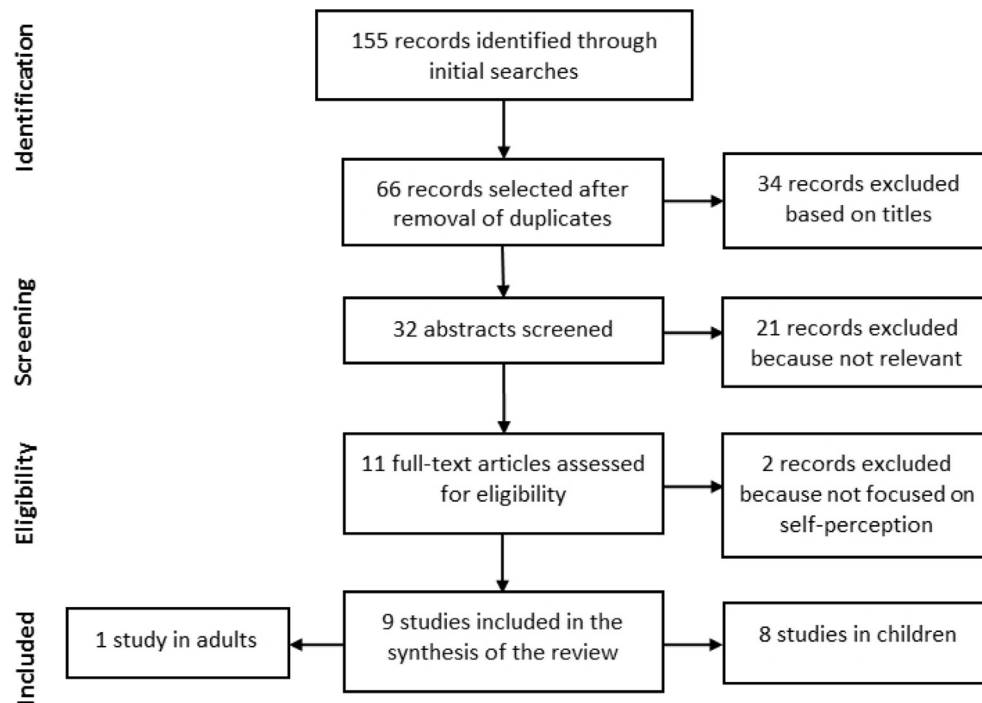 Identification
155 records identified through
initial searches
66 records selected after
removal of duplicates
34 records excluded
based on titles
Screening
32 abstracts screened
21 records excluded
because not relevant
Eligibility
11 full-text articles assessed
for eligibility
2 records excluded
because not focused on
self-perception
Included
1 study in adults
9 studies included in the
synthesis of the review
8 studies in children